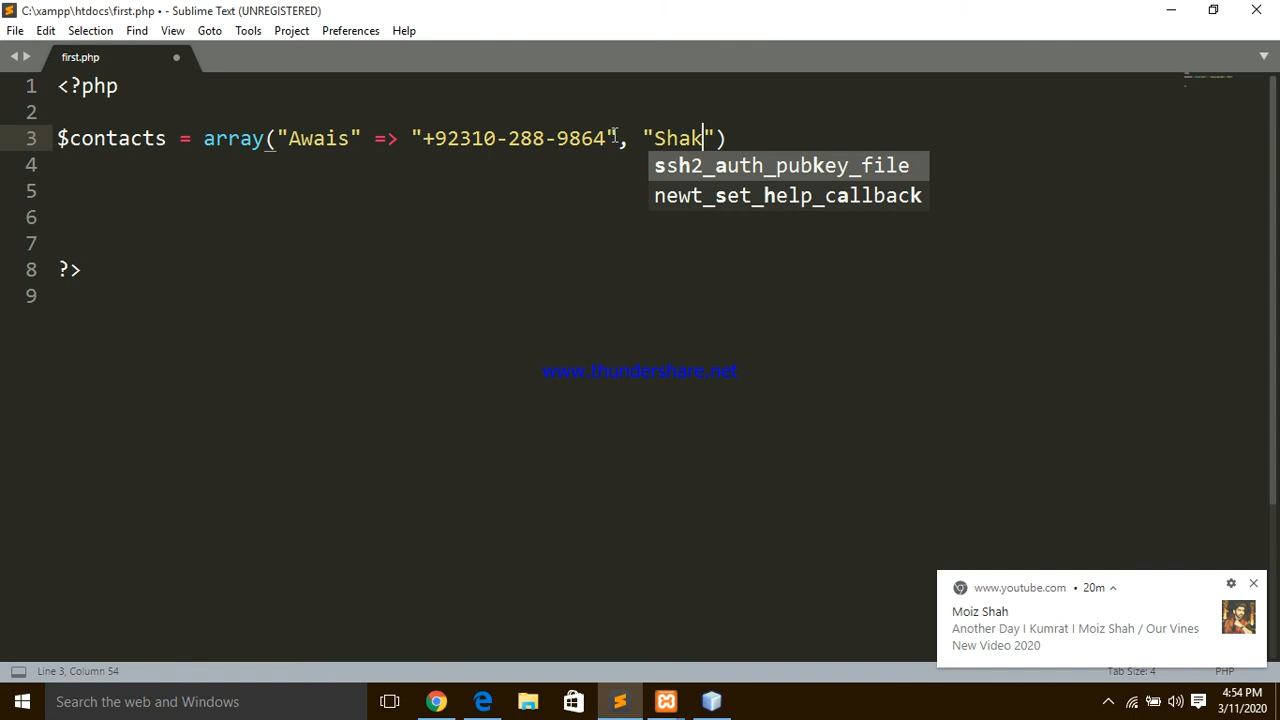 C:\xampp\htdocs\first.php • - Sublime Text (UNREGISTERED)
File Edit Selection Find View Goto Tools Project Preferences Help
first.php
1 <?php
2
3 $contacts = array("Awais" => "+92310-288-9864", "Shak")
4 ssh2_auth_pubkey_file
5 newt_set_help_callback
6
7
8 ?>
9
www.thundershare.net
www.youtube.com • 20m
Moiz Shah
Another Day I Kumrat I Moiz Shah / Our Vines
New Video 2020
Line 3, Column 54 Tab Size: 4 PHP
Search the web and Windows 4:54 PM
3/11/2020